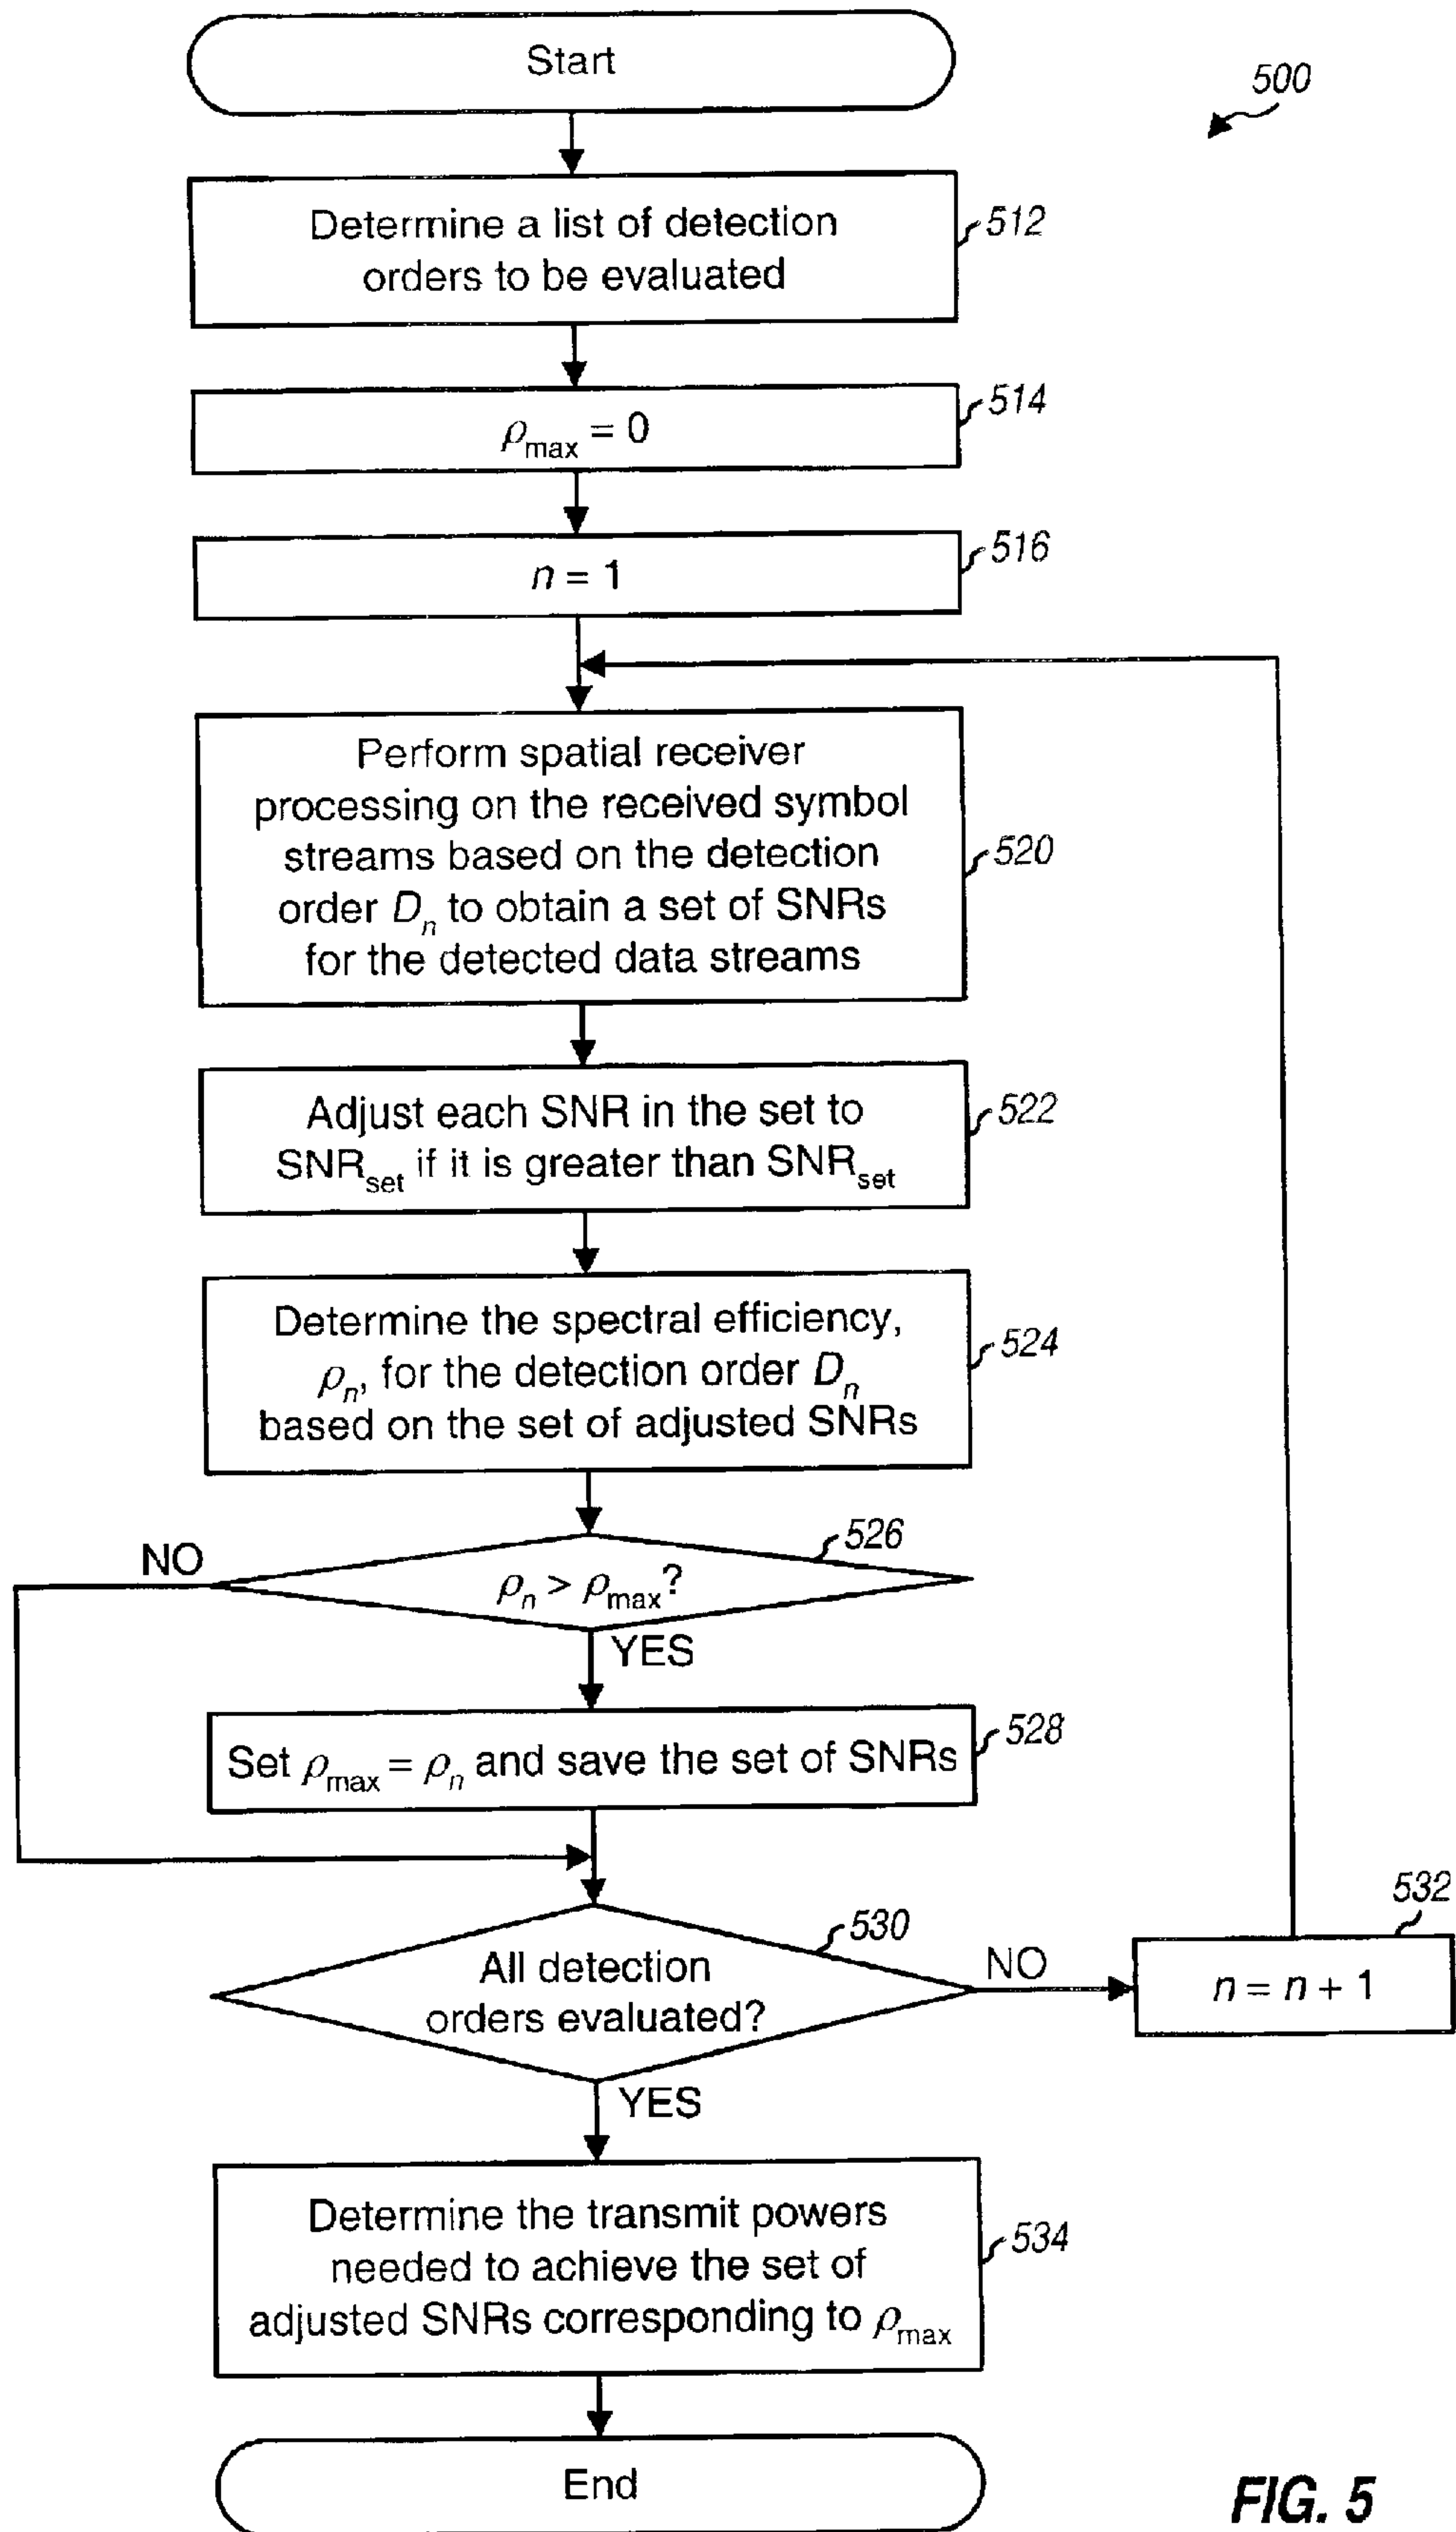 Start
500
Determine a list of detection
orders to be evaluated
512
ρmax = 0
514
n = 1
516
Perform spatial receiver
processing on the received symbol
streams based on the detection
order Dn to obtain a set of SNRs
for the detected data streams
520
Adjust each SNR in the set to
SNRset if it is greater than SNRset
522
Determine the spectral efficiency,
ρn, for the detection order Dn
based on the set of adjusted SNRs
524
526
NO
ρn > ρmax?
YES
Set ρmax = ρn and save the set of SNRs
528
530
All detection
orders evaluated?
NO
532
n = n + 1
YES
Determine the transmit powers
needed to achieve the set of
adjusted SNRs corresponding to ρmax
534
End
FIG. 5